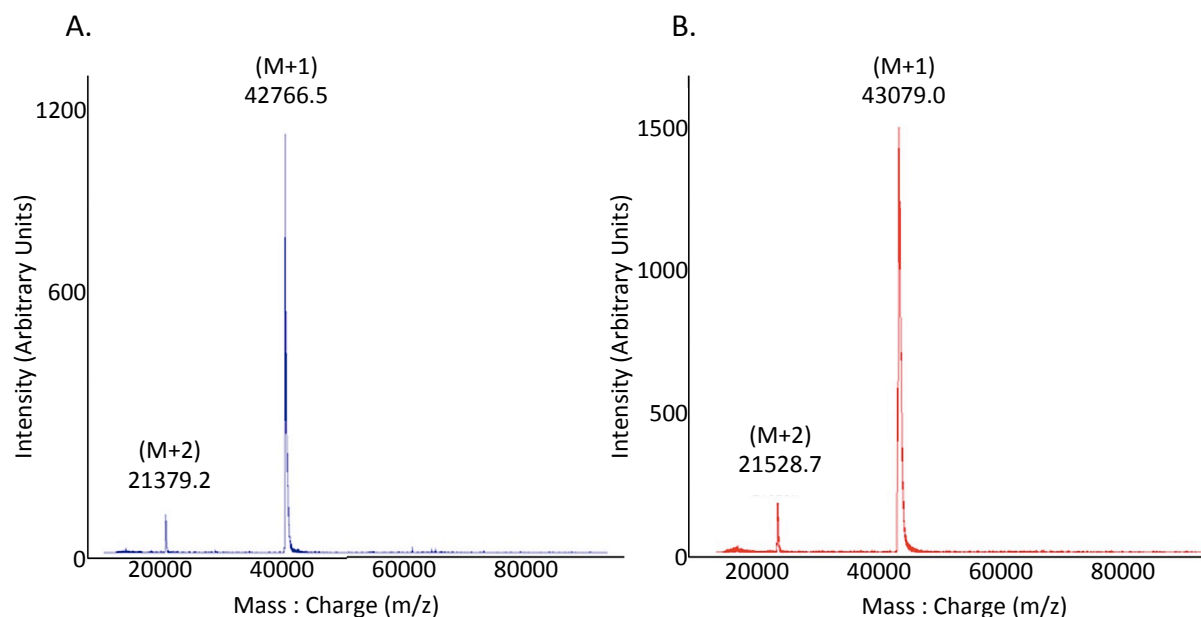 A.
(M+1)
42766.5
1200
600
0
(M+2)
21379.2
Intensity (Arbitrary Units)
20000 40000 60000 80000
Mass : Charge (m/z)
B.
(M+1)
43079.0
1500
1000
500
0
(M+2)
21528.7
Intensity (Arbitrary Units)
20000 40000 60000 80000
Mass : Charge (m/z)